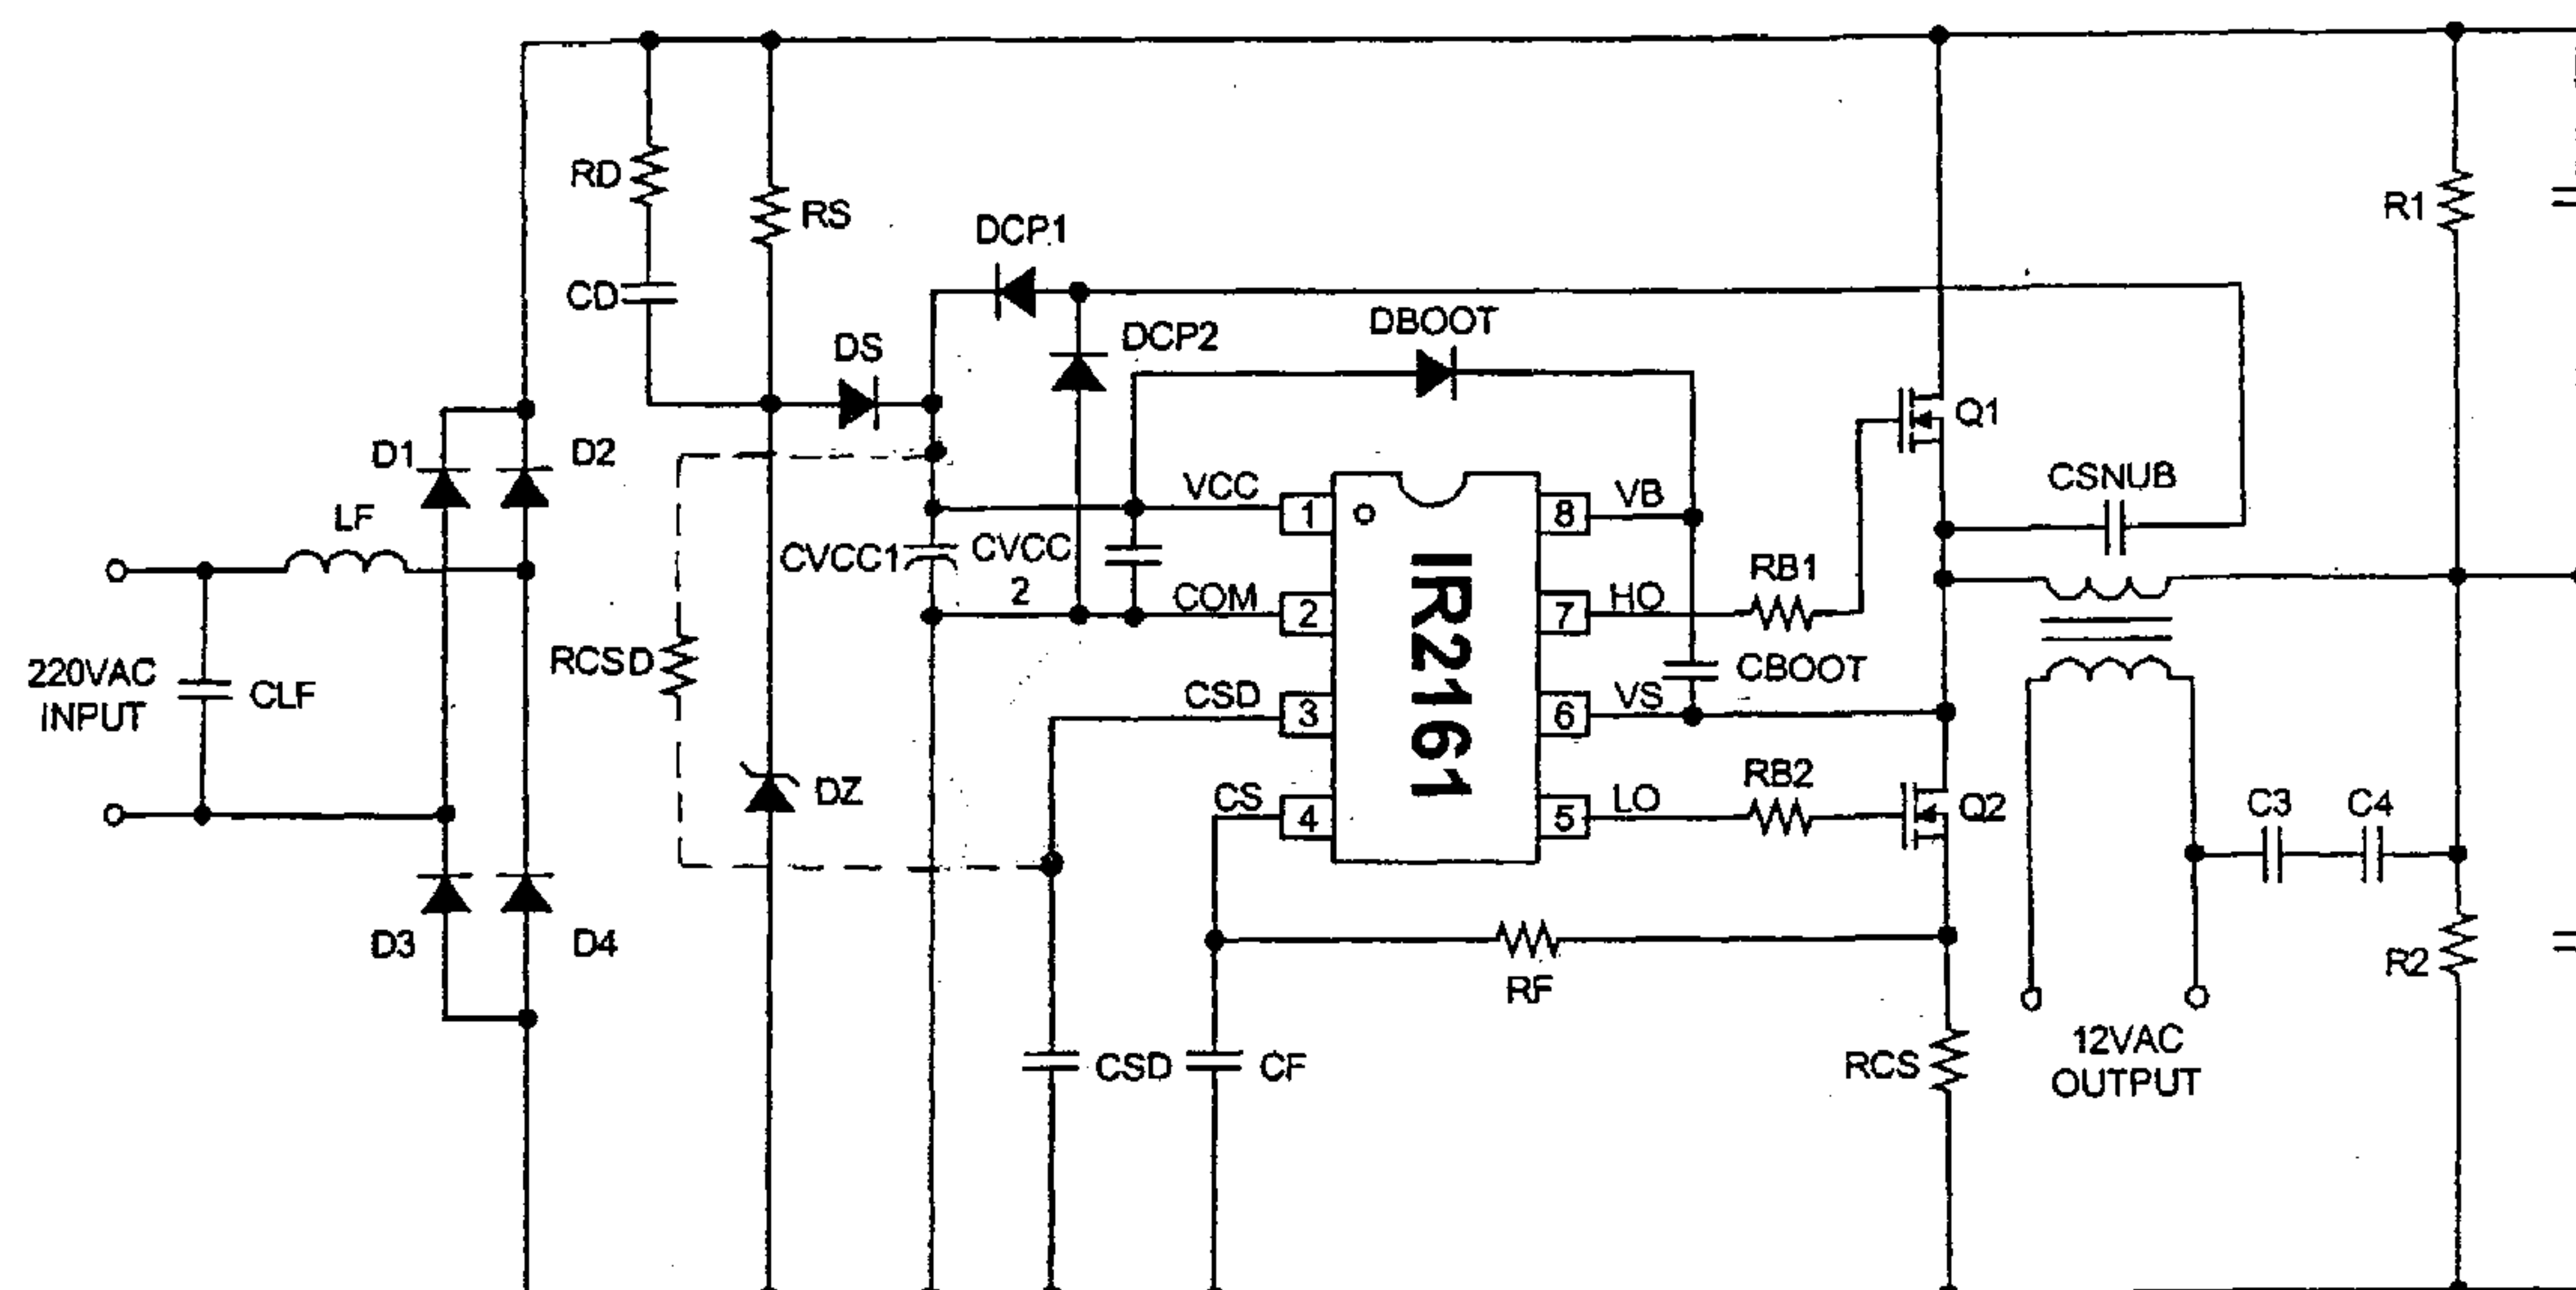 RD
RS
R1
DCP1
CD
DCP2
DBOOT
DS
Q1
D1
D2
CSNUB
VCC
1
8
VB
LF
CVCC1
CVCC
2
RB1
COM
2
7
HO
IR2161
220VAC
INPUT
CLF
RCSD
CBOOT
CSD
3
6
VS
DZ
CS
4
5
LO
RB2
Q2
C3
C4
D3
D4
RF
R2
CSD
CF
RCS
12VAC
OUTPUT